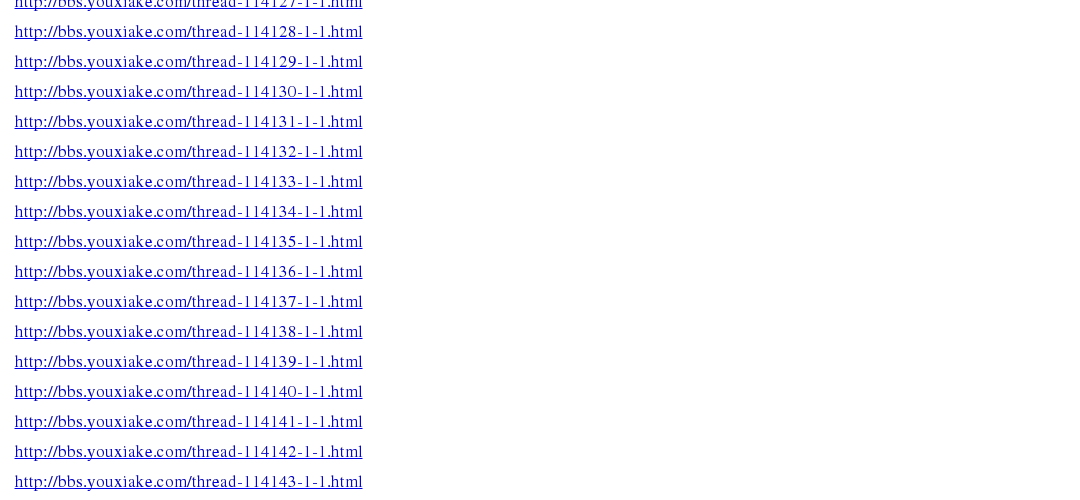 http://bbs.youxiake.com/thread-114127-1-1.html
http://bbs.youxiake.com/thread-114128-1-1.html
http://bbs.youxiake.com/thread-114129-1-1.html
http://bbs.youxiake.com/thread-114130-1-1.html
http://bbs.youxiake.com/thread-114131-1-1.html
http://bbs.youxiake.com/thread-114132-1-1.html
http://bbs.youxiake.com/thread-114133-1-1.html
http://bbs.youxiake.com/thread-114134-1-1.html
http://bbs.youxiake.com/thread-114135-1-1.html
http://bbs.youxiake.com/thread-114136-1-1.html
http://bbs.youxiake.com/thread-114137-1-1.html
http://bbs.youxiake.com/thread-114138-1-1.html
http://bbs.youxiake.com/thread-114139-1-1.html
http://bbs.youxiake.com/thread-114140-1-1.html
http://bbs.youxiake.com/thread-114141-1-1.html
http://bbs.youxiake.com/thread-114142-1-1.html
http://bbs.youxiake.com/thread-114143-1-1.html